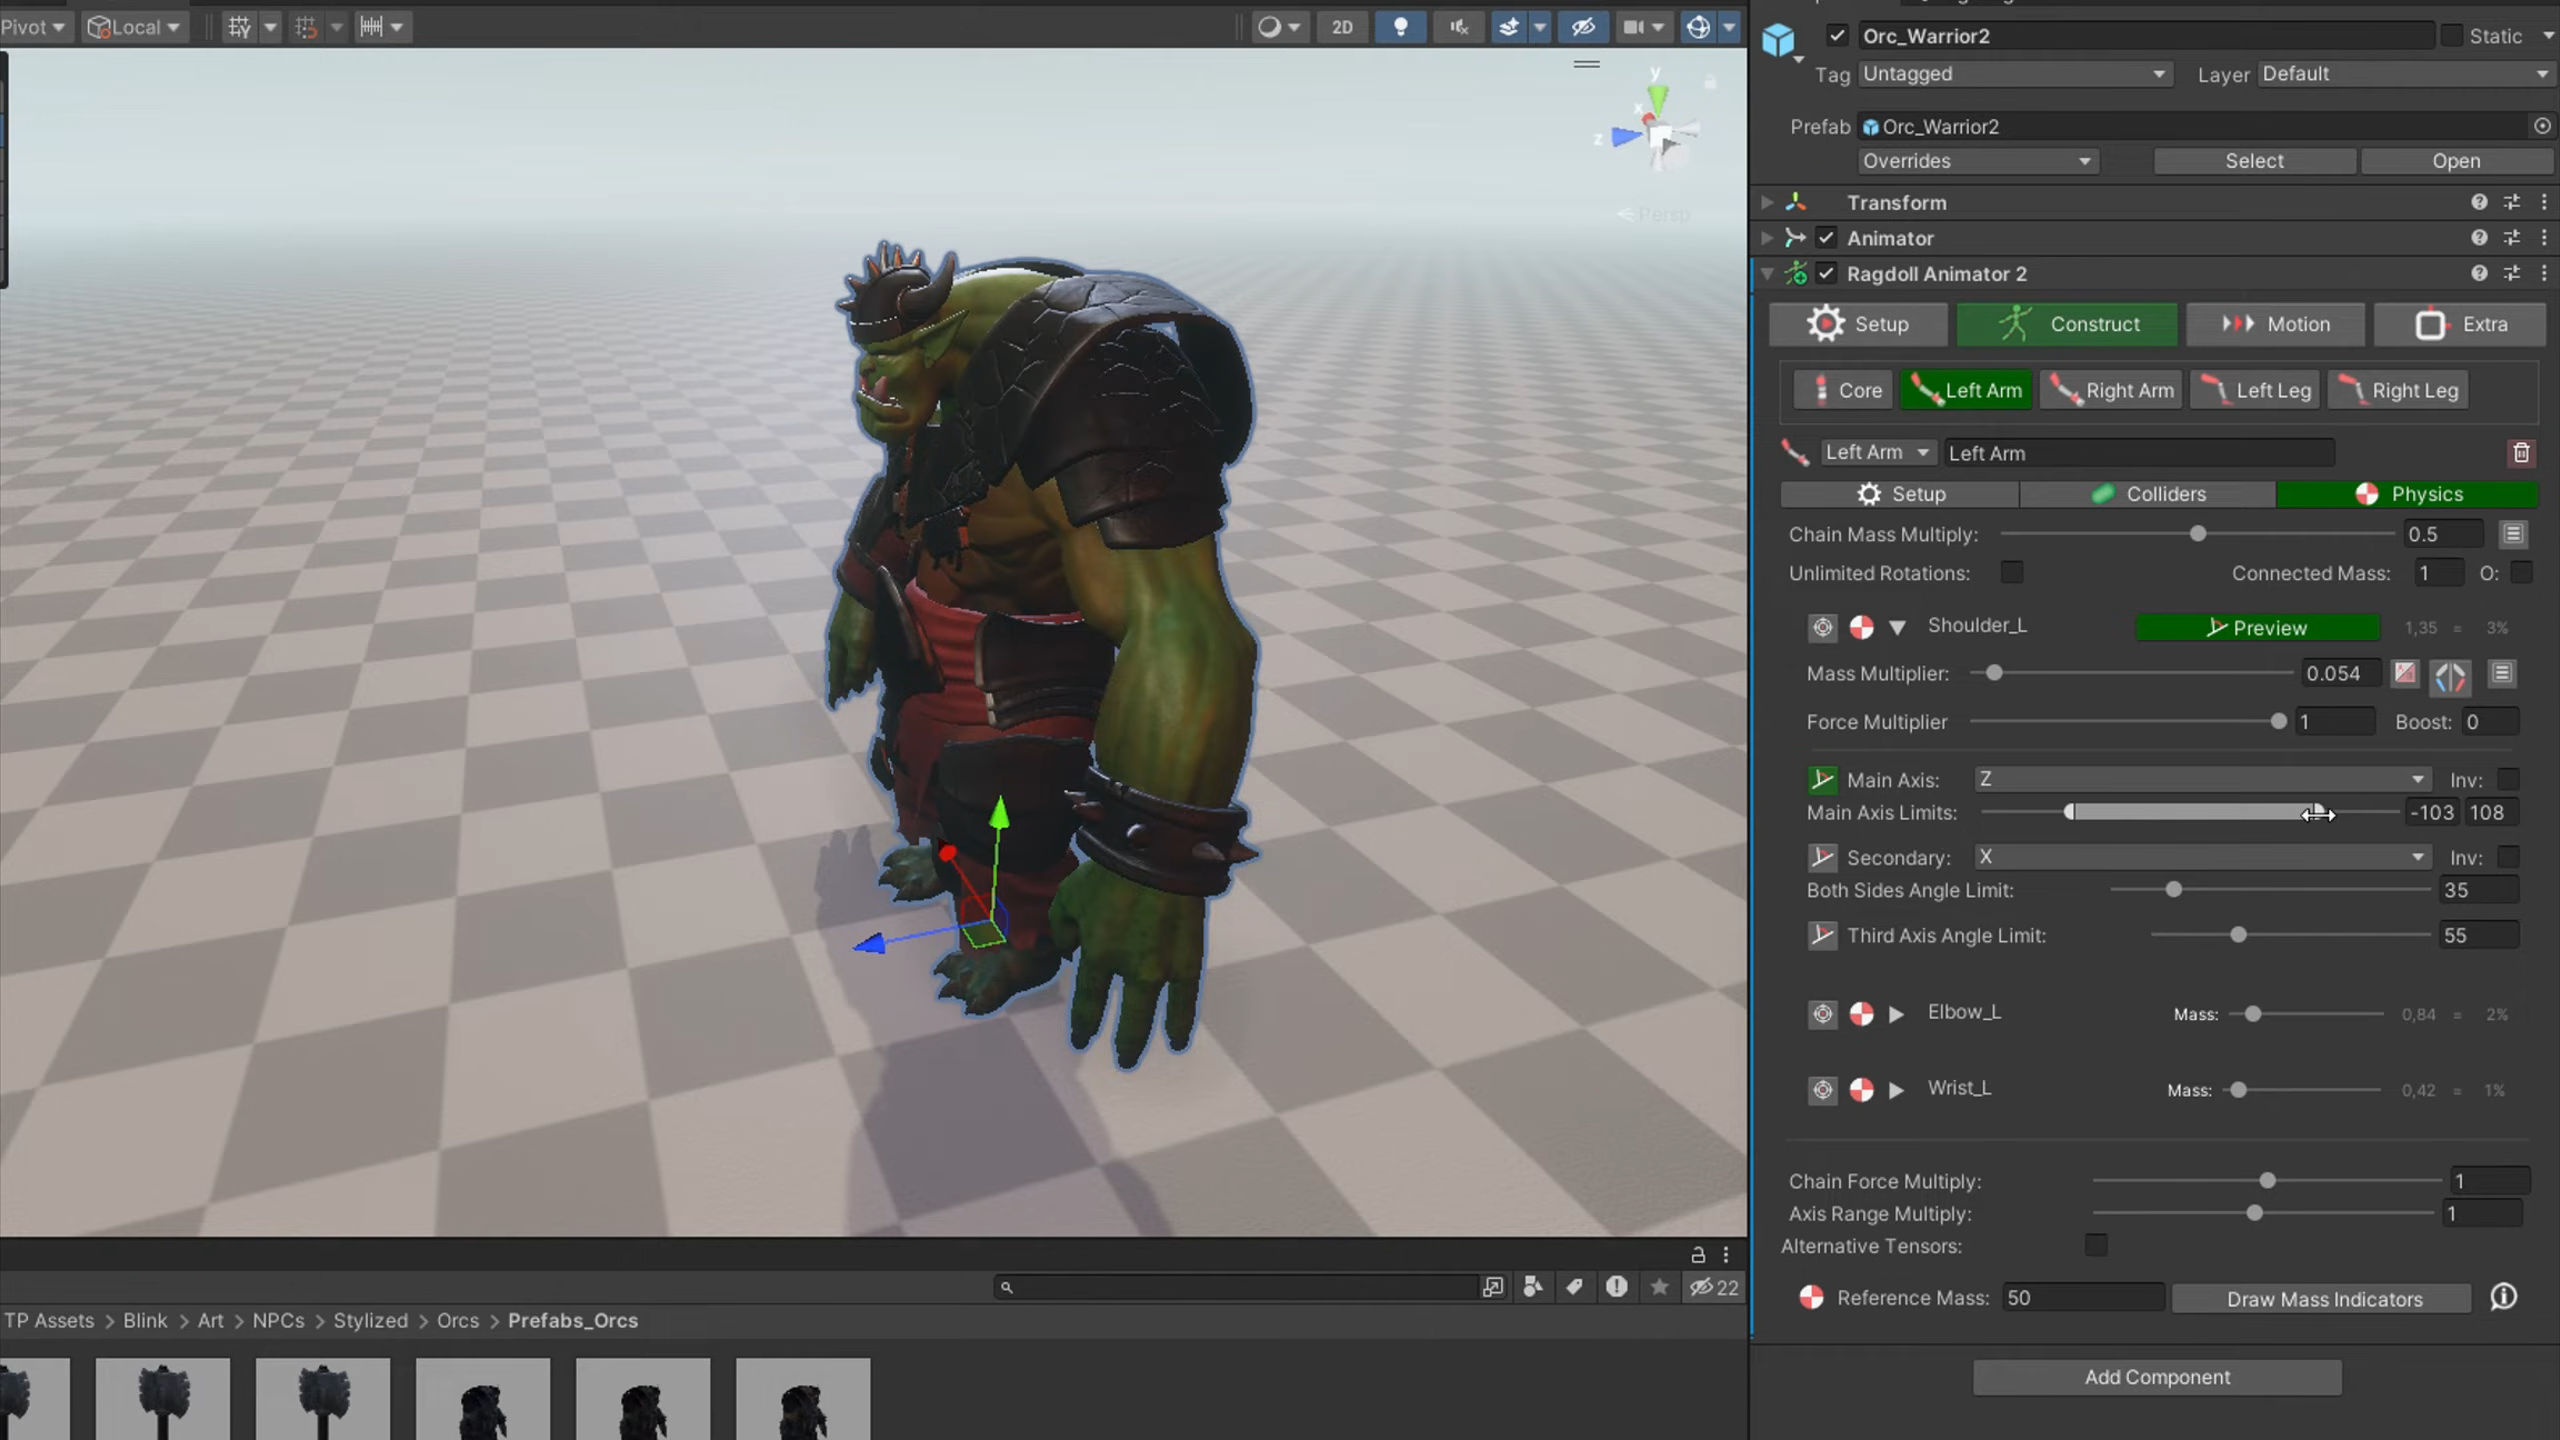 Pivot Local 2D
Orc_Warrior2 Static
Tag Untagged Layer Default
Prefab Orc_Warrior2
Overrides Select Open
y
x
z
Persp
Transform
Animator
Ragdoll Animator 2
Setup Construct Motion Extra
Core Left Arm Right Arm Left Leg Right Leg
Left Arm Left Arm
Setup Colliders Physics
Chain Mass Multiply: 0.5
Unlimited Rotations: Connected Mass: 1 O:
Shoulder_L Preview 1,35 = 3%
Mass Multiplier: 0.054
Force Multiplier 1 Boost: 0
Main Axis: Z Inv:
Main Axis Limits: -103 108
Secondary: X Inv:
Both Sides Angle Limit: 35
Third Axis Angle Limit: 55
Elbow_L Mass: 0,84 = 2%
Wrist_L Mass: 0,42 = 1%
Chain Force Multiply: 1
Axis Range Multiply: 1
Alternative Tensors:
Reference Mass: 50 Draw Mass Indicators
Add Component
22
TP Assets > Blink > Art > NPCs > Stylized > Orcs > Prefabs_Orcs